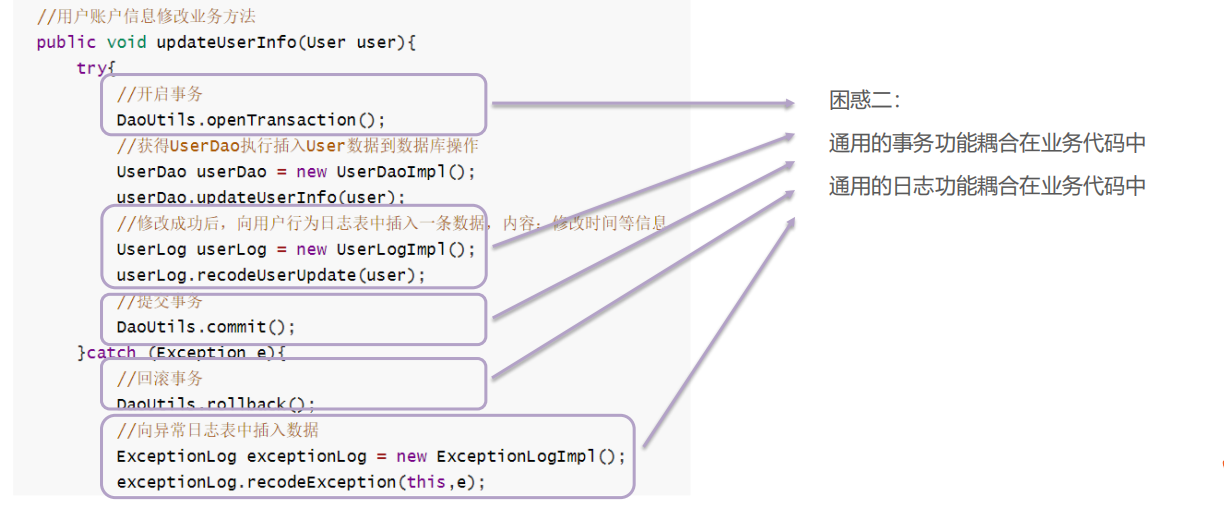 //用户账户信息修改业务方法
public void updateUserInfo(User user){
try{
//开启事务
DaoUtils.openTransaction();
//获得UserDao执行插入User数据到数据库操作
UserDao userDao = new UserDaoImpl();
userDao.updateUserInfo(user);
//修改成功后，向用户行为日志表中插入一条数据，内容：修改时间等信息
UserLog userLog = new UserLogImpl();
userLog.recodeUserUpdate(user);
//提交事务
DaoUtils.commit();
}catch (Exception e){
//回滚事务
DaoUtils.rollback();
//向异常日志表中插入数据
ExceptionLog exceptionLog = new ExceptionLogImpl();
exceptionLog.recodeException(this,e);
困惑二：
通用的事务功能耦合在业务代码中
通用的日志功能耦合在业务代码中